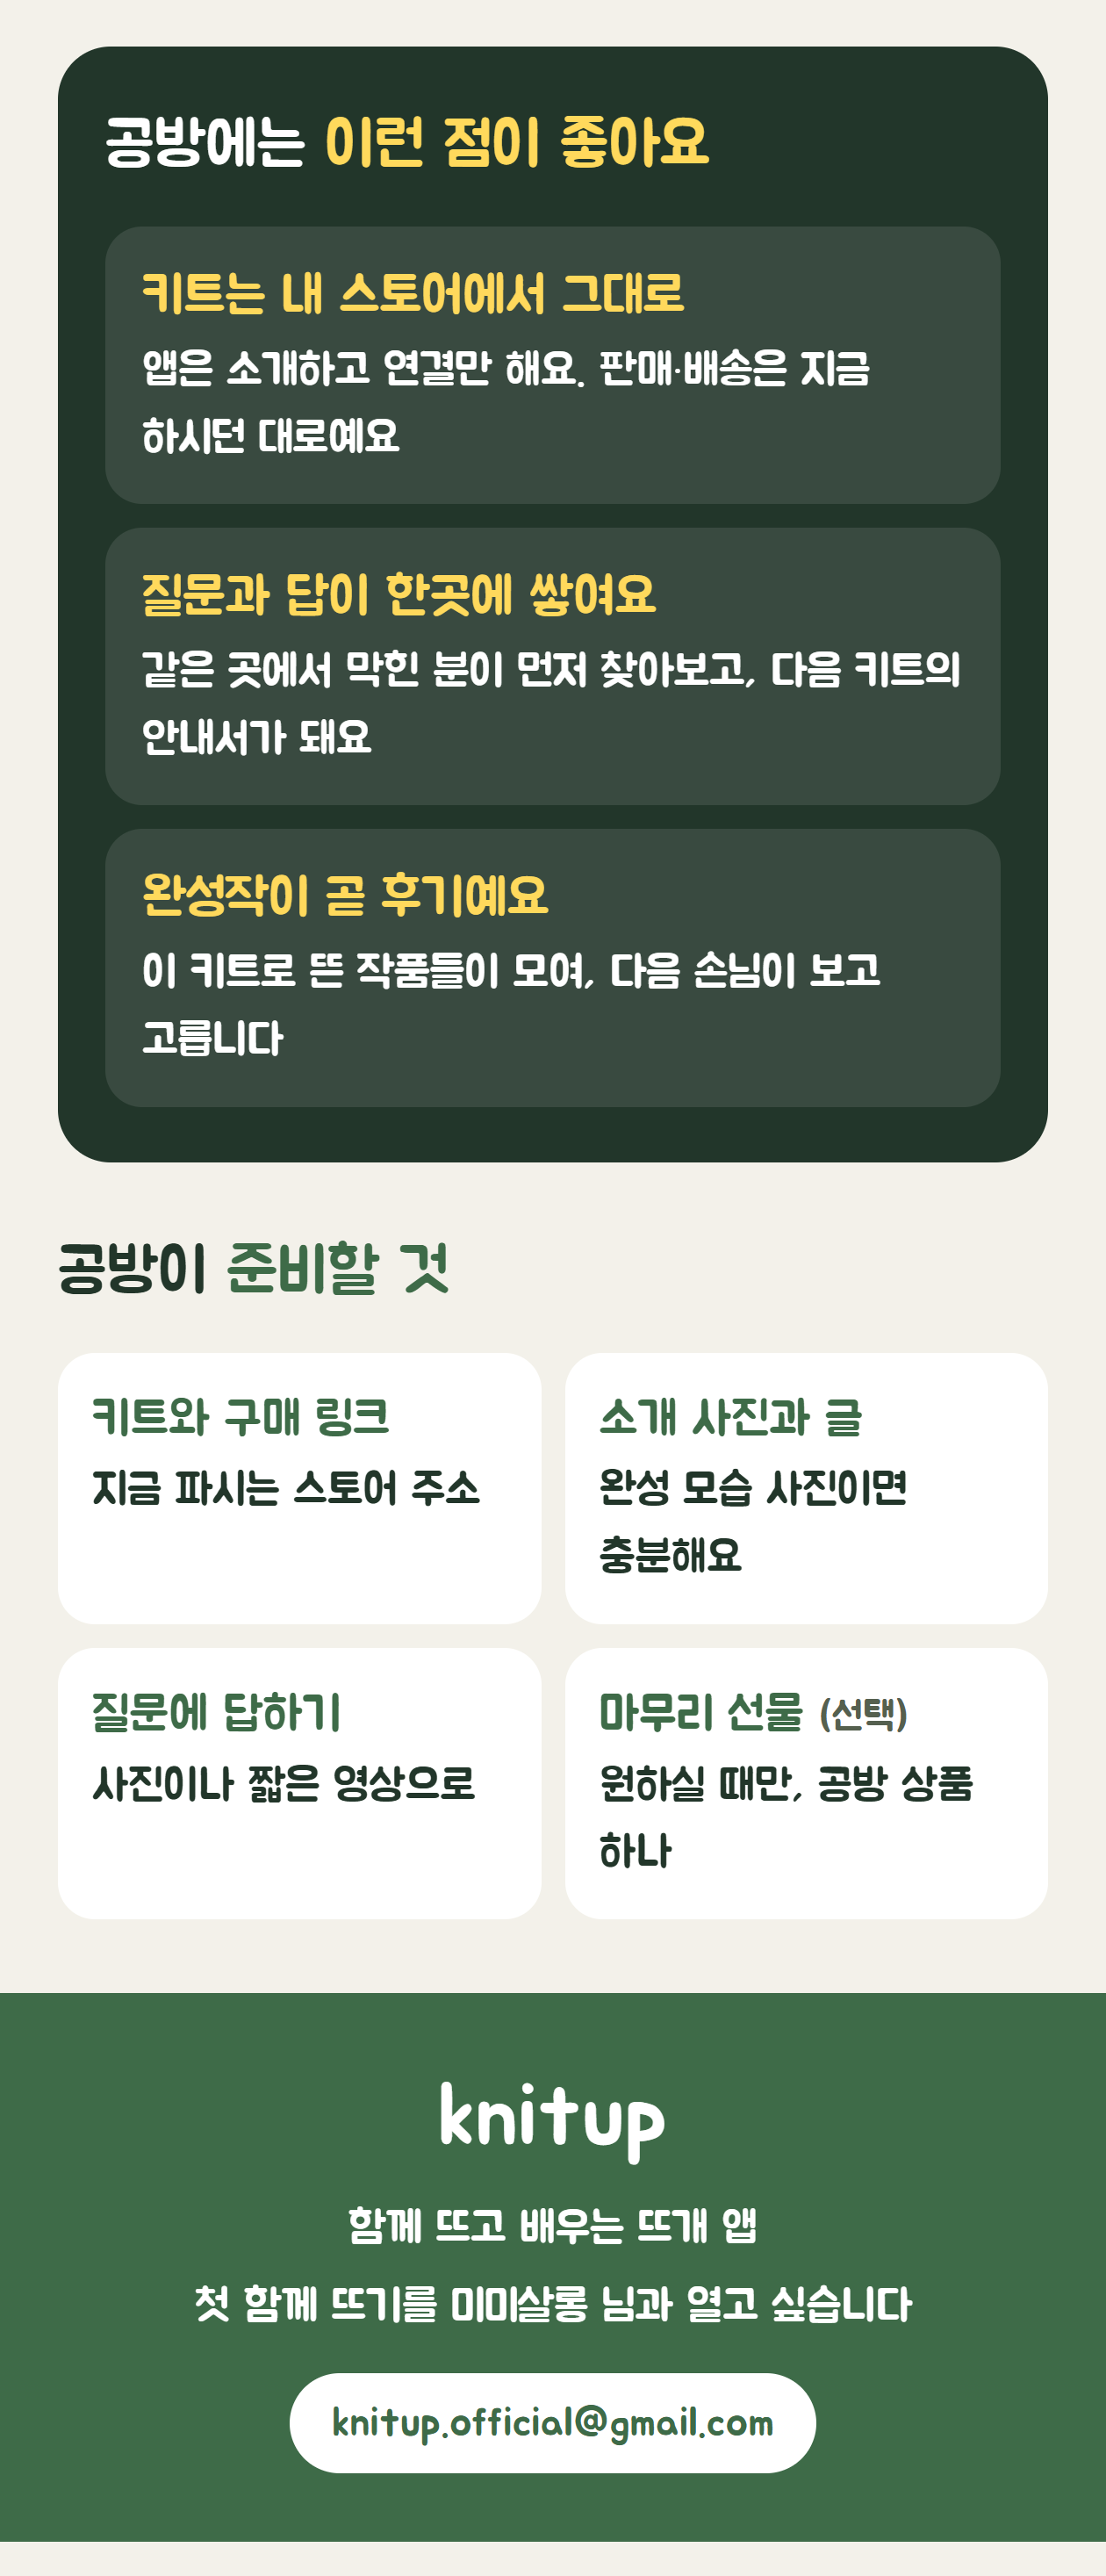 공방에는 이런 점이 좋아요
키트는 내 스토어에서 그대로
앱은 소개하고 연결만 해요. 판매·배송은 지금
하시던 대로예요
질문과 답이 한곳에 쌓여요
같은 곳에서 막힌 분이 먼저 찾아보고, 다음 키트의
안내서가 돼요
완성작이 곧 후기예요
이 키트로 뜬 작품들이 모여, 다음 손님이 보고
고릅니다
공방이 준비할 것
키트와 구매 링크
지금 파시는 스토어 주소
소개 사진과 글
완성 모습 사진이면
충분해요
질문에 답하기
사진이나 짧은 영상으로
마무리 선물 (선택)
원하실 때만, 공방 상품
하나
knitup
함께 뜨고 배우는 뜨개 앱
첫 함께 뜨기를 미미살롱 님과 열고 싶습니다
knitup.official@gmail.com